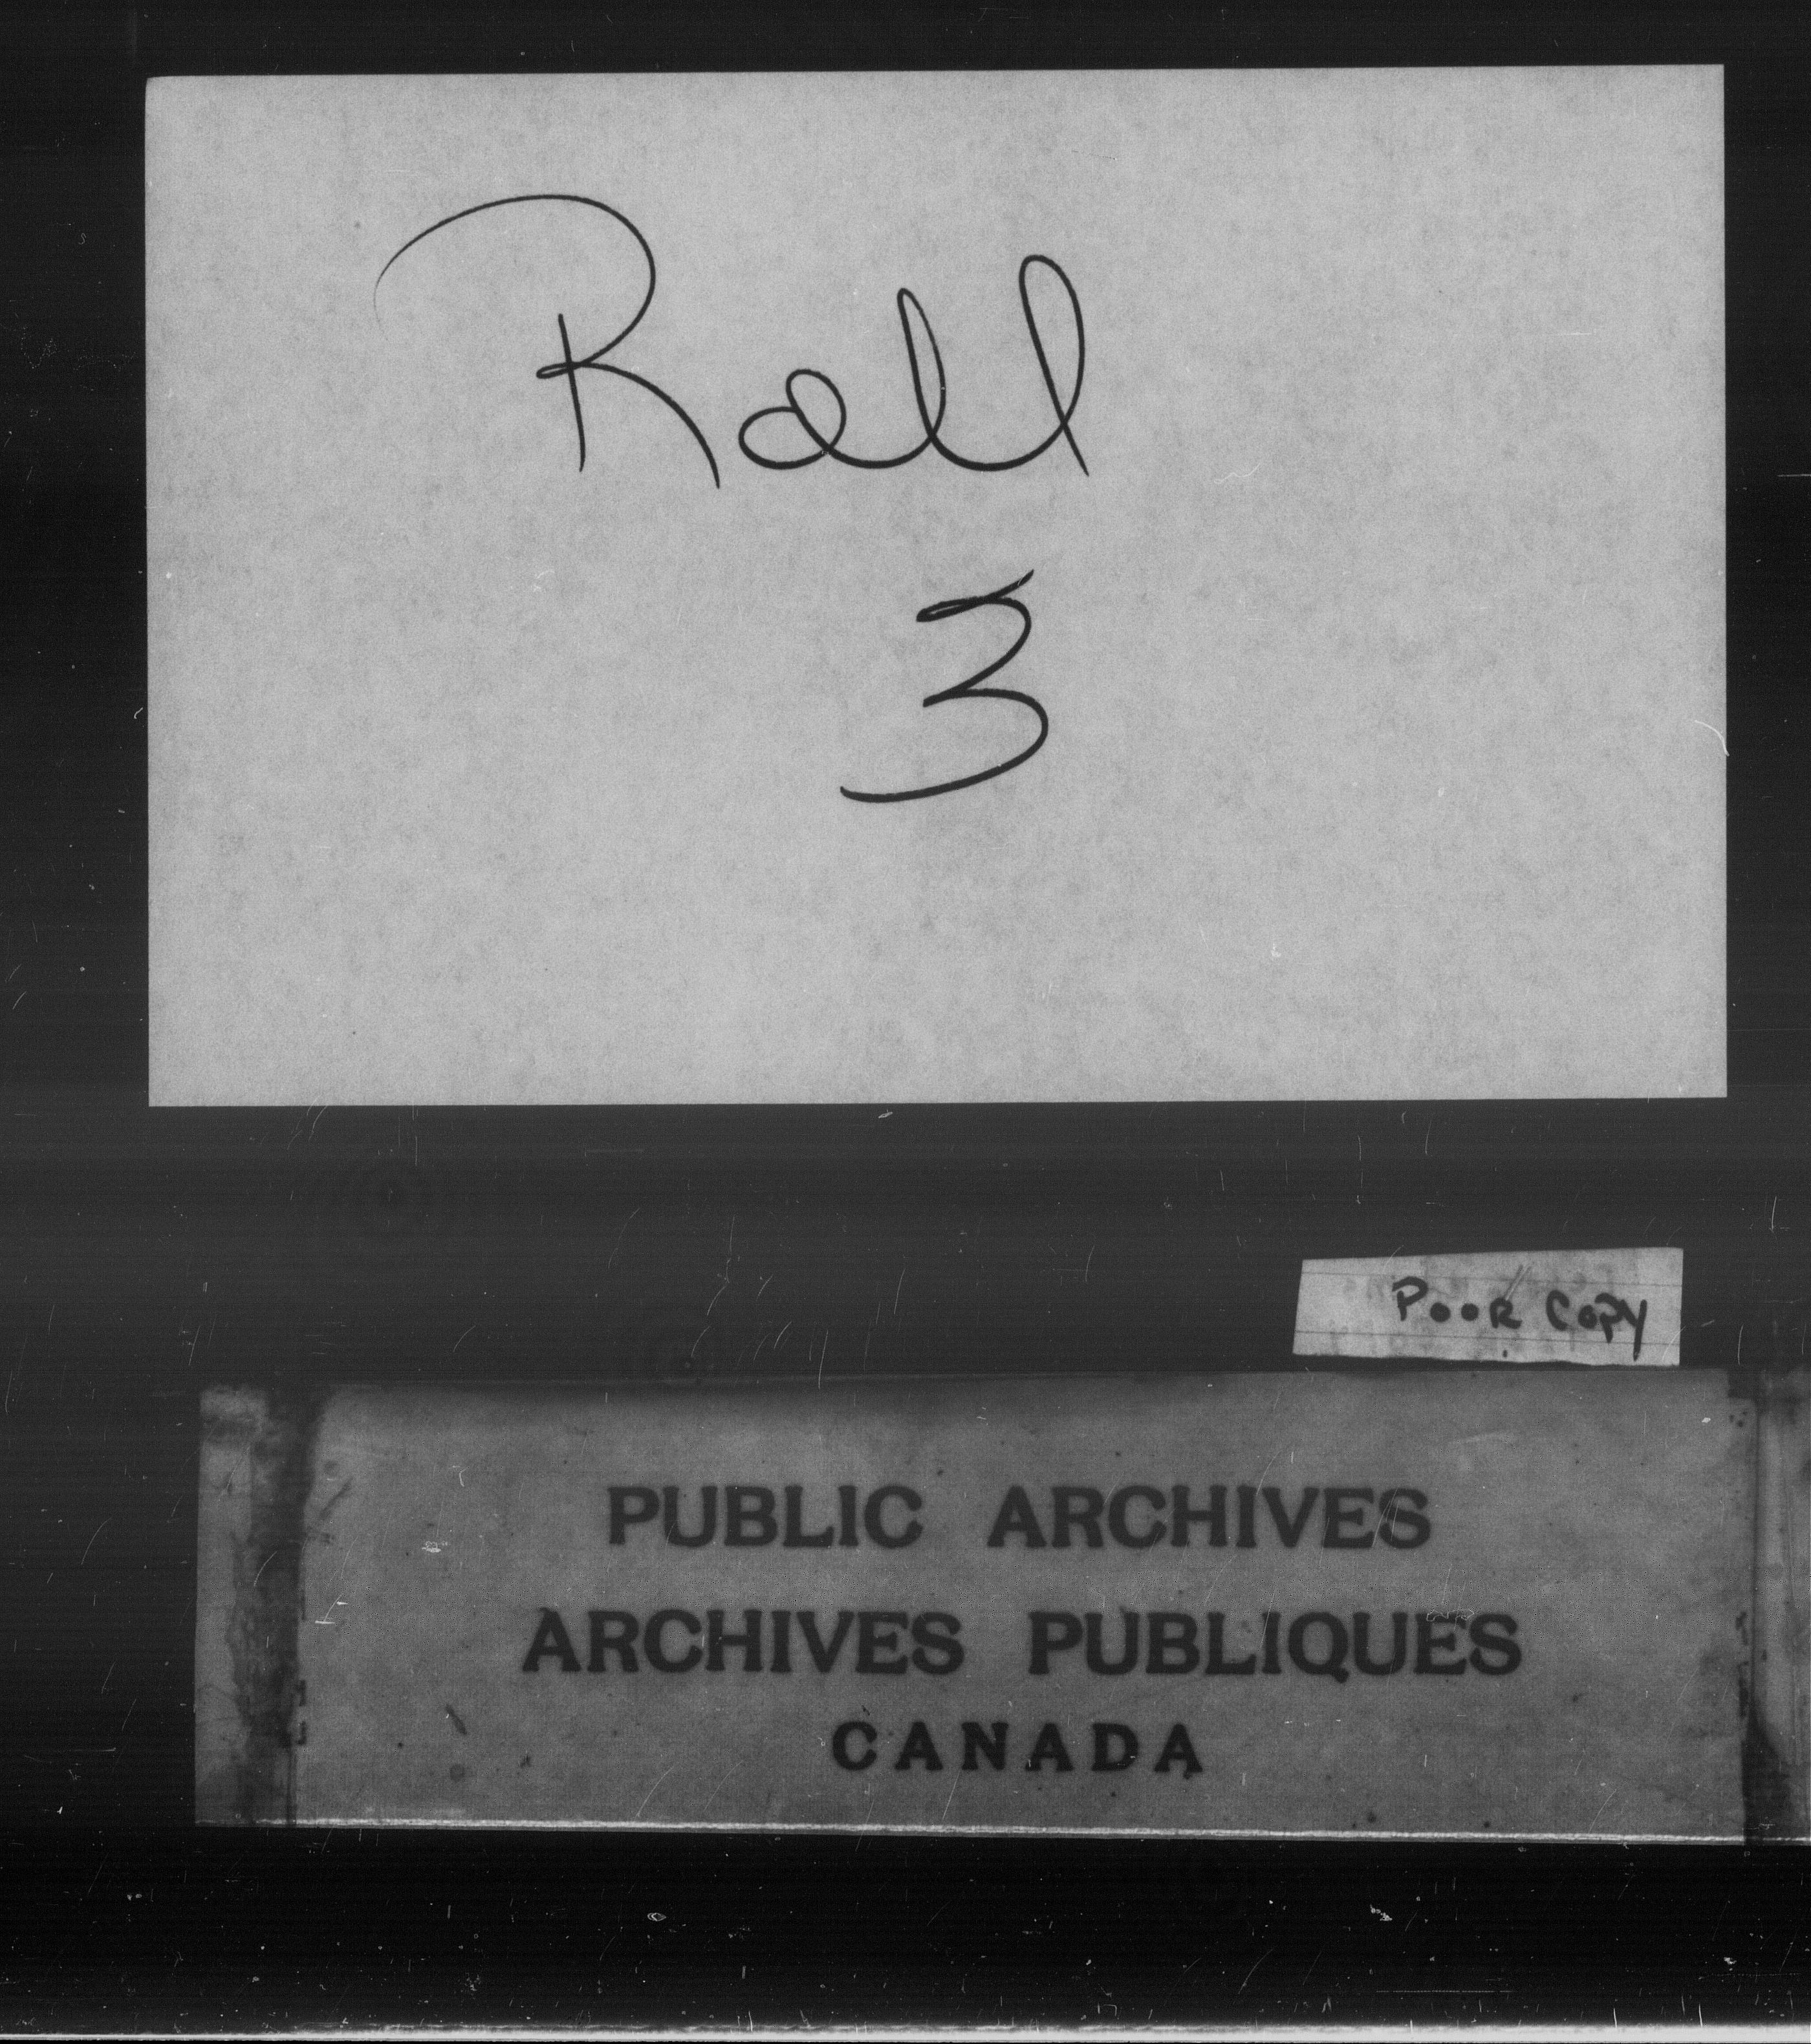 Roll
3
Poor Copy
PUBLIC ARCHIVES
ARCHIVES PUBLIQUES
CANADA